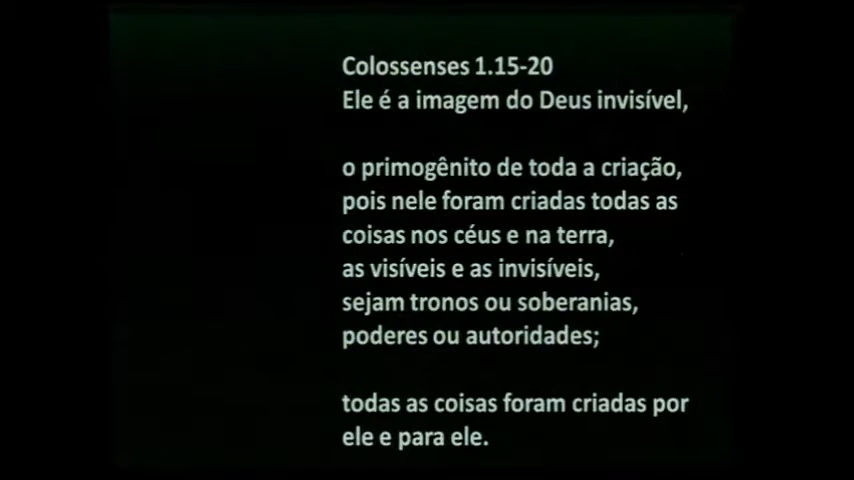 Colossenses 1.15-20
Ele é a imagem do Deus invisível,
o primogênito de toda a criação,
pois nele foram criadas todas as
coisas nos céus e na terra,
as visíveis e as invisíveis,
sejam tronos ou soberanias,
poderes ou autoridades;
todas as coisas foram criadas por
ele e para ele.